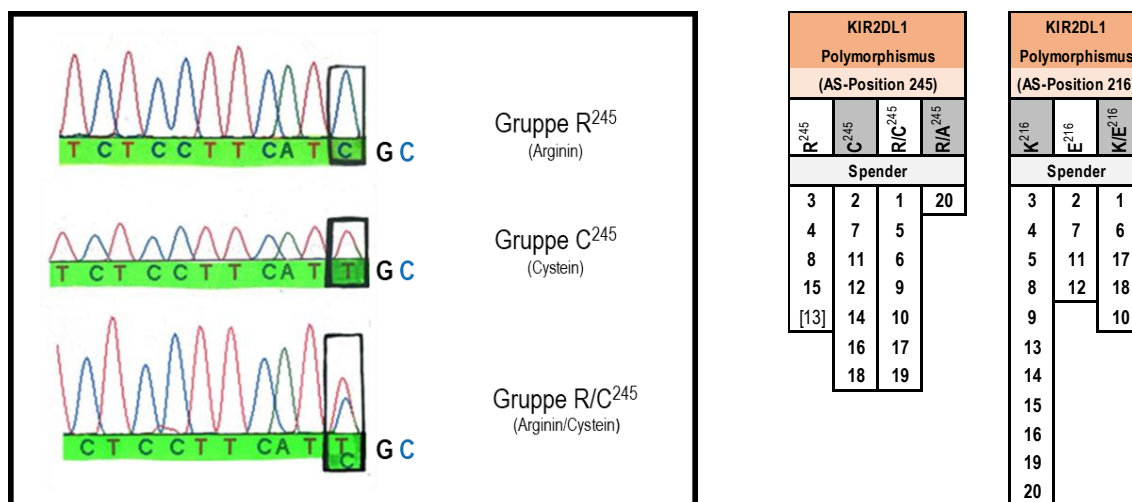 T C T C C T T C A T C G C
Gruppe R245
(Arginin)
T C T C C T T C A T T G C
Gruppe C245
(Cystein)
C T C C T T C A T T G C
C
Gruppe R/C245
(Arginin/Cystein)
KIR2DL1
Polymorphismus
(AS-Position 245)
R245 C245 R/C245 R/A245
Spender
3 2 1 20
4 7 5
8 11 6
15 12 9
[13] 14 10
16 17
18 19
KIR2DL1
Polymorphismus
(AS-Position 216
K216 E216 K/E216
Spender
3 2 1
4 7 6
5 11 17
8 12 18
9 10
13
14
15
16
19
20